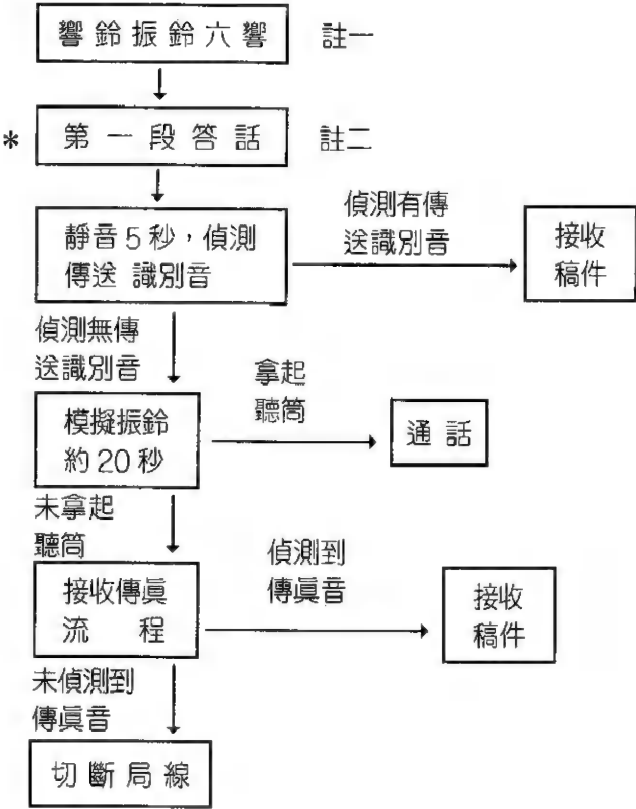 響鈴振鈴六響 註一
* 第一段答話 註二
靜音5秒，偵測
傳送 識別音
偵測有傳
送識別音
接收
稿件
偵測無傳
送識別音
模擬振鈴
約20秒
拿起
聽筒
通話
未拿起
聽筒
接收傳眞
流程
偵測到
傳眞音
接收
稿件
未偵測到
傳眞音
切斷局線